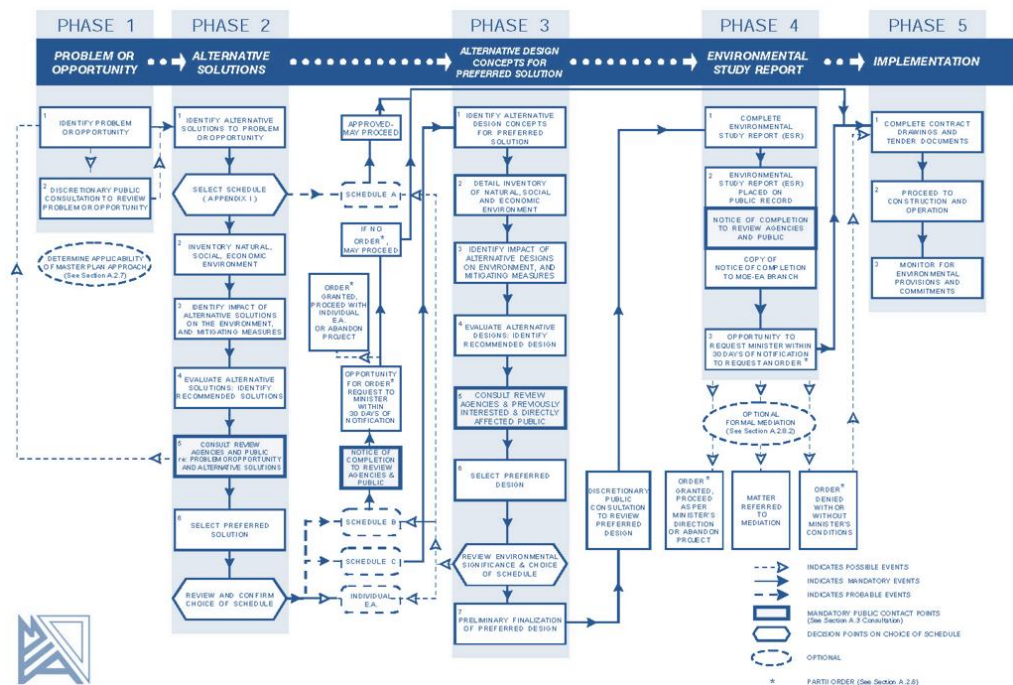 PHASE 1
PHASE 2
PHASE 3
PHASE 4
PHASE 5
PROBLEM OR
OPPORTUNITY
ALTERNATIVE
SOLUTIONS
ALTERNATIVE DESIGN
CONCEPTS FOR
PREFERRED SOLUTION
ENVIRONMENTAL
STUDY REPORT
IMPLEMENTATION
1
IDENTIFY PROBLEM
OR OPPORTUNITY
2
DISCRETIONARY PUBLIC
CONSULTATION TO REVIEW
PROBLEM OR OPPORTUNITY
DETERMINE APPLICABILITY
OF MASTER PLAN APPROACH
(See Section A.2.7)
1
IDENTIFY ALTERNATIVE
SOLUTIONS TO PROBLEM
OR OPPORTUNITY
SELECT SCHEDULE
(APPENDIX I)
2
INVENTORY NATURAL,
SOCIAL, ECONOMIC
ENVIRONMENT
3
IDENTIFY IMPACT OF
ALTERNATIVE SOLUTIONS
ON THE ENVIRONMENT,
AND MITIGATING MEASURES
4
EVALUATE ALTERNATIVE
SOLUTIONS: IDENTIFY
RECOMMENDED SOLUTIONS
5
CONSULT REVIEW
AGENCIES AND PUBLIC
re: PROBLEM OR OPPORTUNITY
AND ALTERNATIVE SOLUTIONS
6
SELECT PREFERRED
SOLUTION
REVIEW AND CONFIRM
CHOICE OF SCHEDULE
APPROVED-
MAY PROCEED
SCHEDULE A
IF NO
ORDER*,
MAY PROCEED
ORDER*
GRANTED,
PROCEED WITH
INDIVIDUAL
E.A.
OR ABANDON
PROJECT
OPPORTUNITY
FOR ORDER*
REQUEST TO
MINISTER
WITHIN
30 DAYS OF
NOTIFICATION
NOTICE OF
COMPLETION
TO REVIEW
AGENCIES &
PUBLIC
SCHEDULE B
SCHEDULE C
INDIVIDUAL
E.A.
1
IDENTIFY ALTERNATIVE
DESIGN CONCEPTS
FOR PREFERRED
SOLUTION
2
DETAIL INVENTORY
OF NATURAL, SOCIAL
AND ECONOMIC
ENVIRONMENT
3
IDENTIFY IMPACT OF
ALTERNATIVE DESIGNS
ON ENVIRONMENT, AND
MITIGATING MEASURES
4
EVALUATE ALTERNATIVE
DESIGNS: IDENTIFY
RECOMMENDED DESIGN
5
CONSULT REVIEW
AGENCIES & PREVIOUSLY
INTERESTED & DIRECTLY
AFFECTED PUBLIC
6
SELECT PREFERRED
DESIGN
REVIEW ENVIRONMENTAL
SIGNIFICANCE & CHOICE
OF SCHEDULE
7
PRELIMINARY FINALIZATION
OF PREFERRED DESIGN
DISCRETIONARY
PUBLIC
CONSULTATION
TO REVIEW
PREFERRED
DESIGN
1
COMPLETE
ENVIRONMENTAL
STUDY REPORT (ESR)
2
ENVIRONMENTAL
STUDY REPORT (ESR)
PLACED ON
PUBLIC RECORD
NOTICE OF COMPLETION
TO REVIEW AGENCIES
AND PUBLIC
COPY OF
NOTICE OF COMPLETION
TO MOE-EA BRANCH
3
OPPORTUNITY TO
REQUEST MINISTER WITHIN
30 DAYS OF NOTIFICATION
TO REQUEST AN ORDER*
OPTIONAL
FORMAL MEDIATION
(See Section A.2.8.2)
ORDER*
GRANTED,
PROCEED
AS PER
MINISTER'S
DIRECTION
OR ABANDON
PROJECT
MATTER
REFERRED
TO
MEDIATION
ORDER*
DENIED
WITH OR
WITHOUT
MINISTER'S
CONDITIONS
1
COMPLETE CONTRACT
DRAWINGS AND
TENDER DOCUMENTS
2
PROCEED TO
CONSTRUCTION AND
OPERATION
3
MONITOR FOR
ENVIRONMENTAL
PROVISIONS AND
COMMITMENTS
INDICATES POSSIBLE EVENTS
INDICATES MANDATORY EVENTS
INDICATES PROBABLE EVENTS
MANDATORY PUBLIC CONTACT POINTS
(See Section A.3 Consultation)
DECISION POINTS ON CHOICE OF SCHEDULE
OPTIONAL
* PART II ORDER (See Section A.2.8)